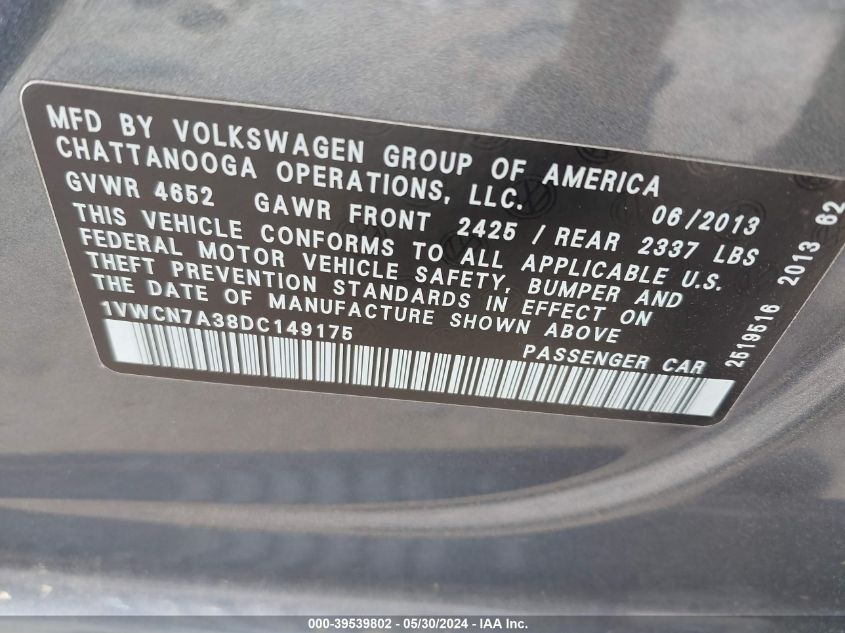 MFD BY VOLKSWAGEN GROUP OF AMERICA
CHATTANOOGA OPERATIONS, LLC.
06/2013
GVWR 4652 GAWR FRONT 2425 / REAR 2337 LBS
THIS VEHICLE CONFORMS TO ALL APPLICABLE U.S.
FEDERAL MOTOR VEHICLE SAFETY, BUMPER AND
THEFT PREVENTION STANDARDS IN EFFECT ON
THE DATE OF MANUFACTURE SHOWN ABOVE
1VWCN7A38DC149175
PASSENGER CAR
2519516 2013 62
000-39539802 - 05/30/2024 - IAA Inc.